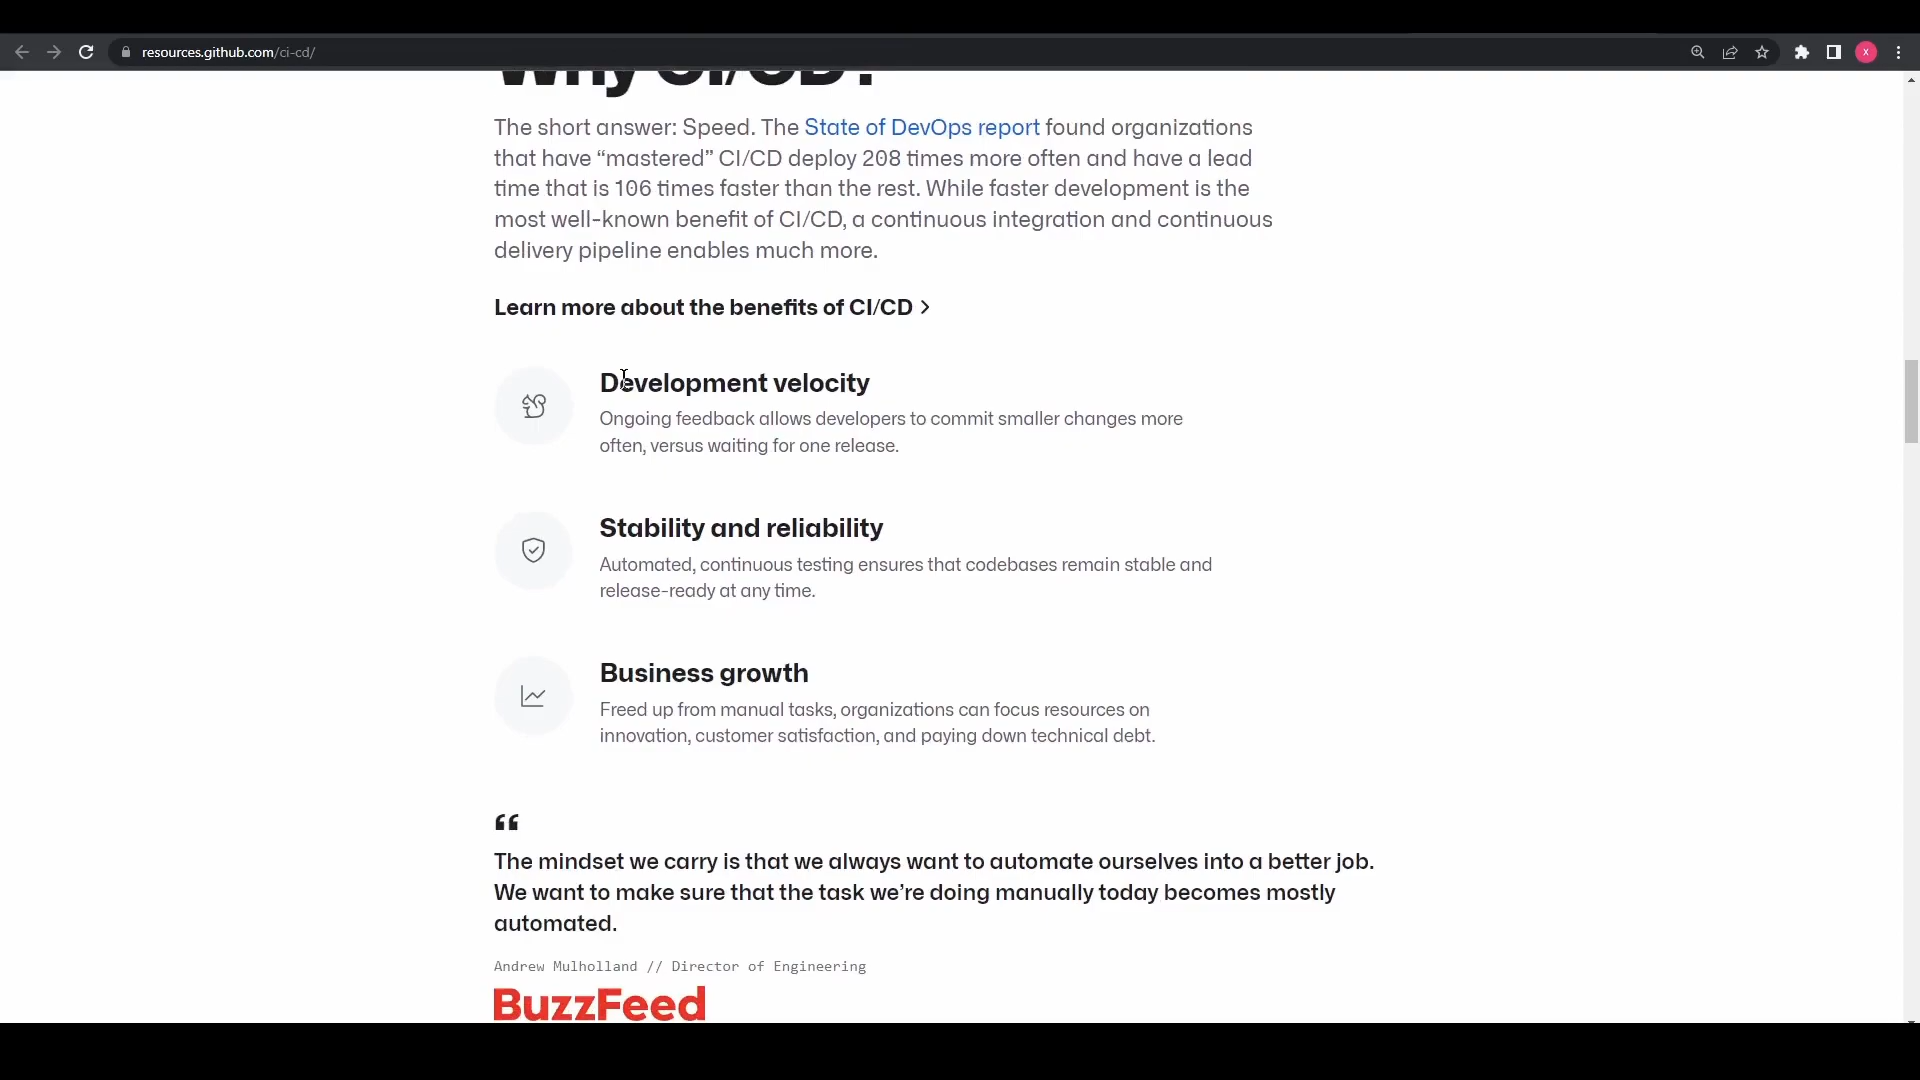 resources.github.com/ci-cd/
X
Why CI/CD?
The short answer: Speed. The State of DevOps report found organizations
that have “mastered” CI/CD deploy 208 times more often and have a lead
time that is 106 times faster than the rest. While faster development is the
most well-known benefit of CI/CD, a continuous integration and continuous
delivery pipeline enables much more.
Learn more about the benefits of CI/CD >
Development velocity
Ongoing feedback allows developers to commit smaller changes more
often, versus waiting for one release.
Stability and reliability
Automated, continuous testing ensures that codebases remain stable and
release-ready at any time.
Business growth
Freed up from manual tasks, organizations can focus resources on
innovation, customer satisfaction, and paying down technical debt.
“
The mindset we carry is that we always want to automate ourselves into a better job.
We want to make sure that the task we’re doing manually today becomes mostly
automated.
Andrew Mulholland // Director of Engineering
BuzzFeed